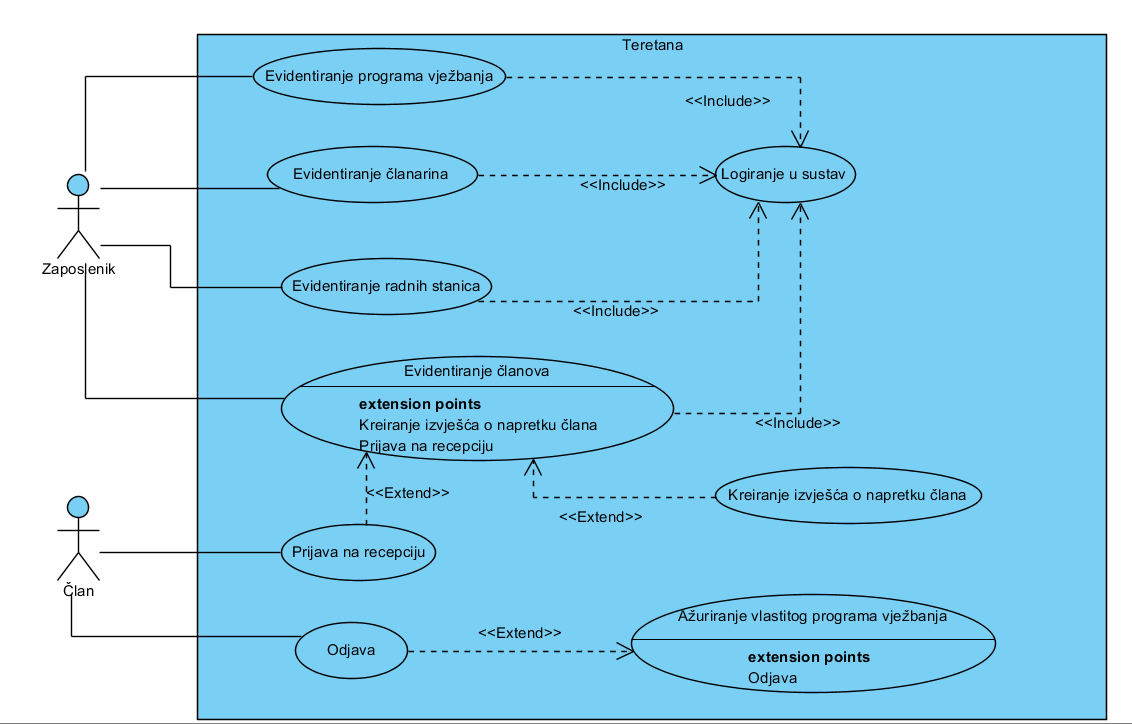 Teretana
Evidentiranje programa vježbanja
<<Include>>
Evidentiranje članarina
Logiranje u sustav
<<Include>>
Zaposlenik
Evidentiranje radnih stanica
<<Include>>
Evidentiranje članova
extension points
Kreiranje izvješća o napretku člana
Prijava na recepciju
<<Include>>
<<Extend>>
Kreiranje izvješća o napretku člana
<<Extend>>
Prijava na recepciju
Član
Ažuriranje vlastitog programa vježbanja
<<Extend>>
Odjava
extension points
Odjava